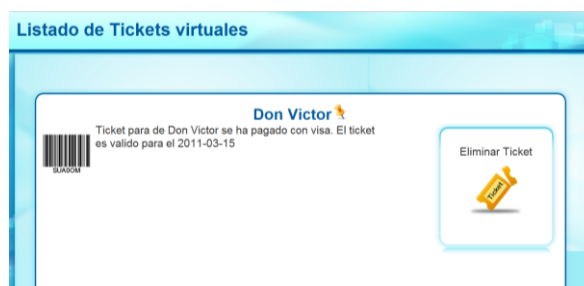 Listado de Tickets virtuales
Don Victor
Ticket para de Don Victor se ha pagado con visa. El ticket
es valido para el 2011-03-15
Eliminar Ticket
Ticket